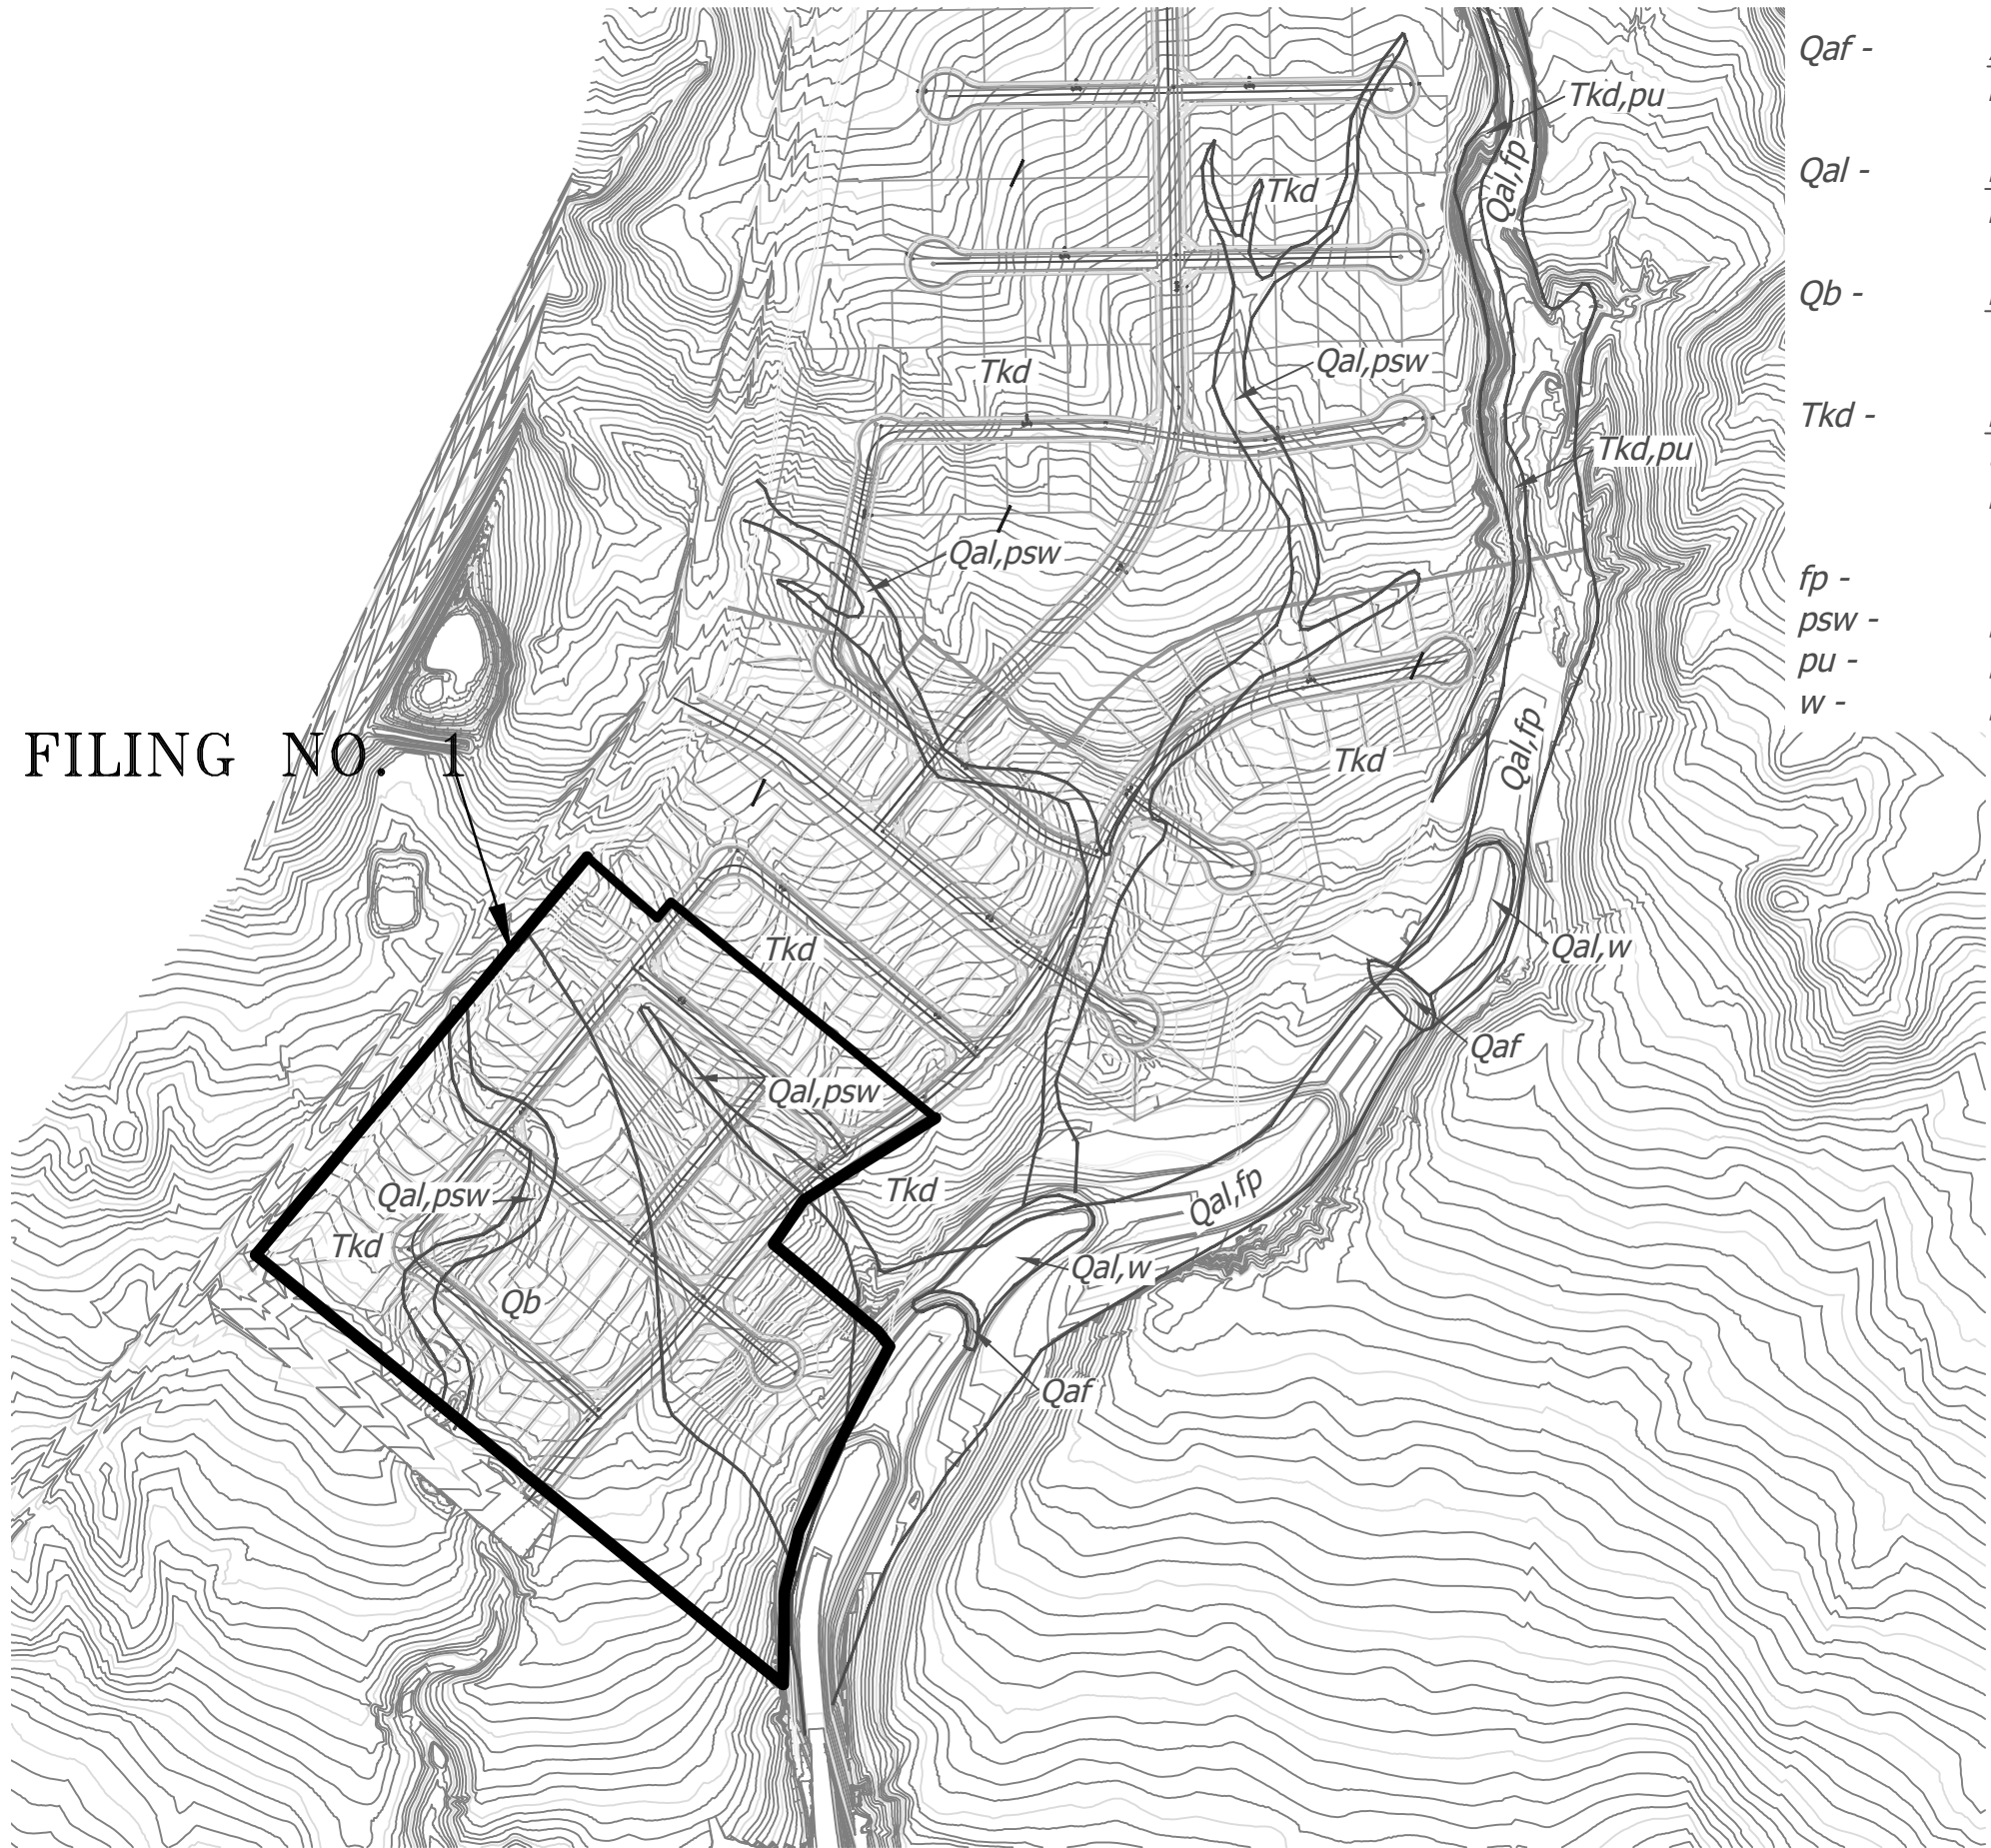 Qaf -
Tkd,pu
Qal,fp
Qal -
Tkd
Qb -
Qal,psw
Tkd
Tkd -
Tkd,pu
Qal,psw
fp -
psw -
pu -
w -
Qal,fp
FILING NO. 1
Tkd
Tkd
Qal,w
Qaf
Qal,psw
Tkd
Qal,psw
Qal,fp
Tkd
Qal,w
Qb
Qaf